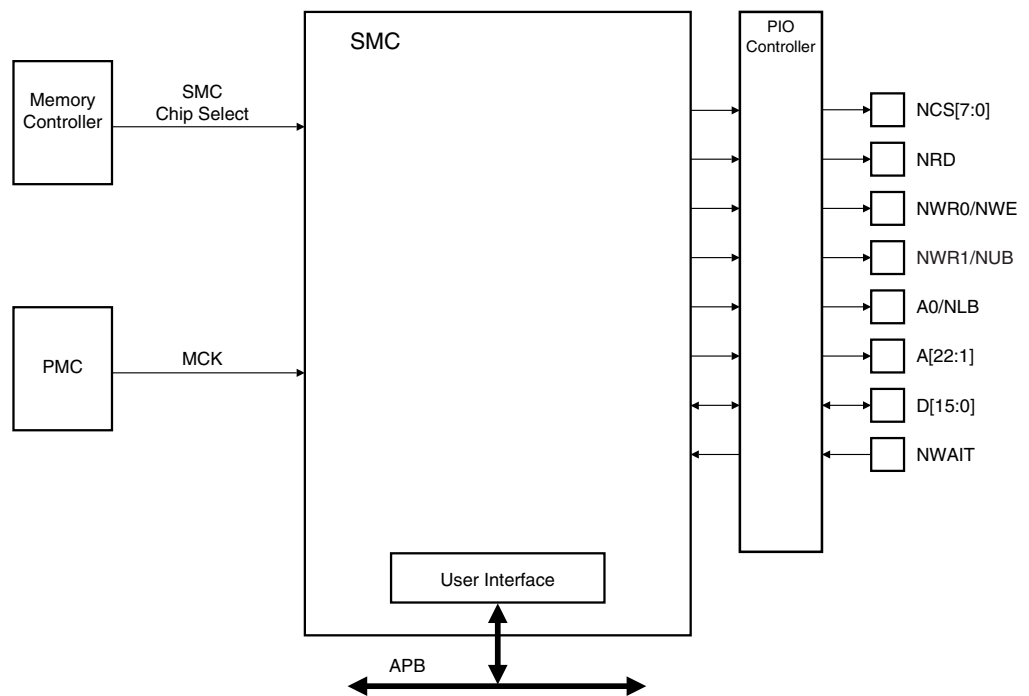 SMC
PIO
Controller
Memory
Controller
SMC
Chip Select
NCS[7:0]
NRD
NWR0/NWE
NWR1/NUB
A0/NLB
PMC
MCK
A[22:1]
D[15:0]
NWAIT
User Interface
APB